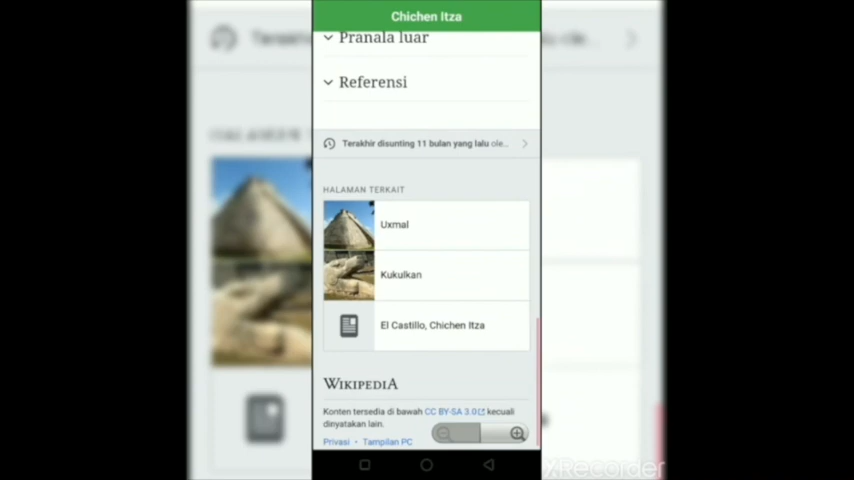 Chichen Itza
Pranala luar
Referensi
Terakhir disunting 11 bulan yang lalu ole...
HALAMAN TERKAIT
Uxmal
Kukulkan
El Castillo, Chichen Itza
WIKIPEDIA
Konten tersedia di bawah CC BY-SA 3.0 kecuali
dinyatakan lain.
Privasi • Tampilan PC
XRecorder